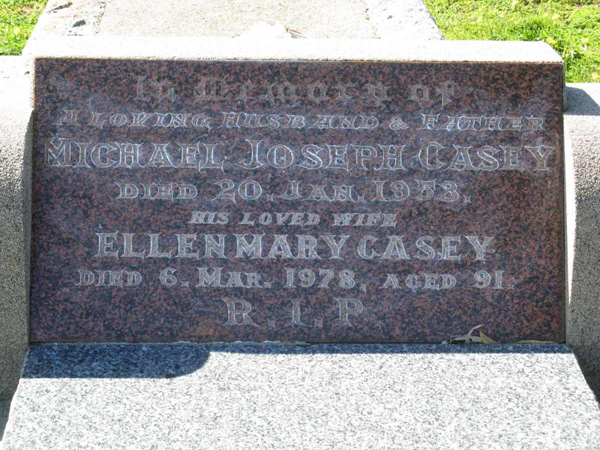 In Memory of
A LOVING HUSBAND & FATHER
MICHAEL JOSEPH CASEY
DIED 20. JAN. 1953.
HIS LOVED WIFE
ELLEN MARY CASEY
DIED 6. MAR. 1978. AGED 91.
R.I.P